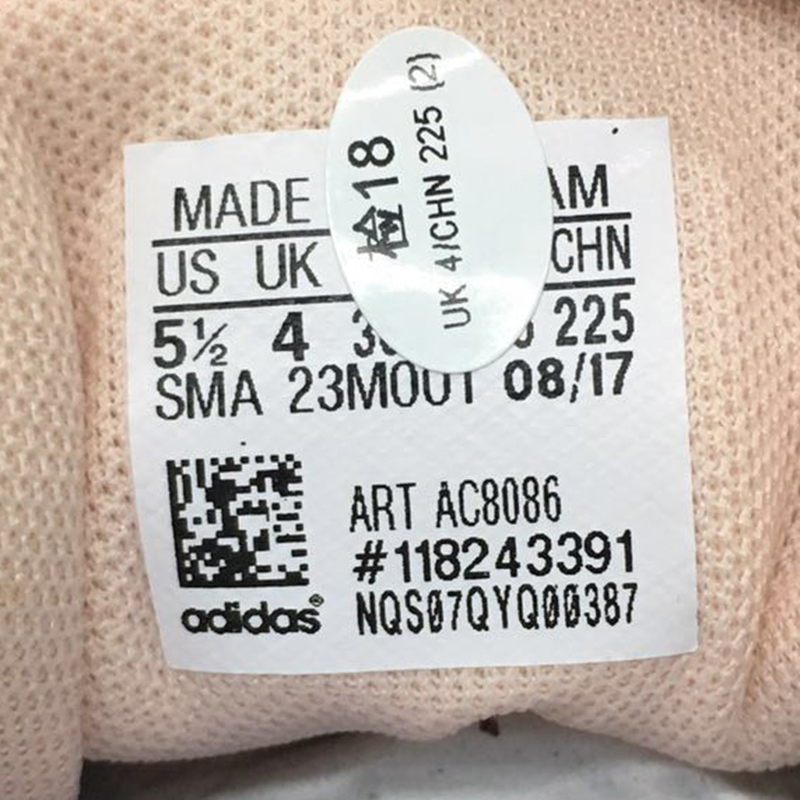 MADE AM
US UK CHN
5½ 4 225
SMA 23M001 08/17
检18
UK 4/CHN 225 (2)
ART AC8086
#118243391
NQS07QYQ00387
adidas®